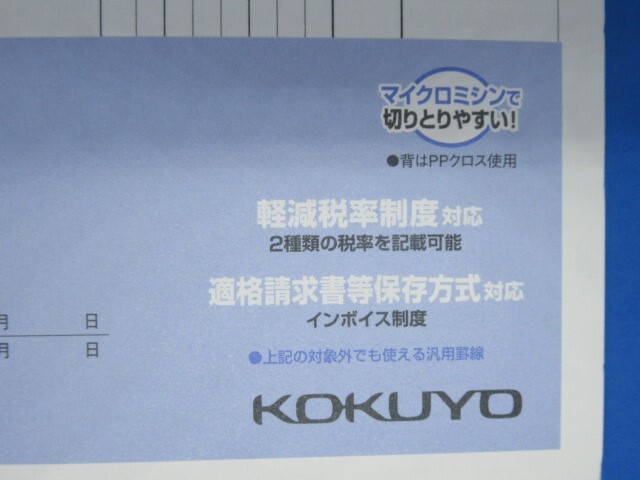 マイクロミシンで
切りとりやすい!
●背はPPクロス使用
軽減税率制度対応
2種類の税率を記載可能
適格請求書等保存方式対応
インボイス制度
月 日
月 日
●上記の対象外でも使える汎用罫線
KOKUYO